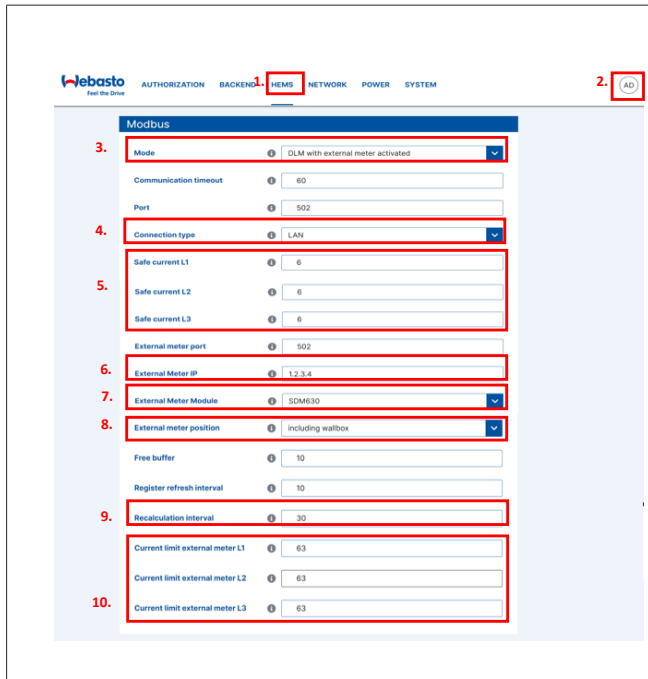 Webasto
Feel the Drive
AUTHORIZATION BACKEND 1. HEMS NETWORK POWER SYSTEM 2. AD
Modbus
3. Mode DLM with external meter activated
Communication timeout 60
Port 502
4. Connection type LAN
Safe current L1 6
5. Safe current L2 6
Safe current L3 6
External meter port 502
6. External Meter IP 1.2.3.4
7. External Meter Module SDM630
8. External meter position including wallbox
Free buffer 10
Register refresh interval 10
9. Recalculation interval 30
Current limit external meter L1 63
Current limit external meter L2 63
10. Current limit external meter L3 63